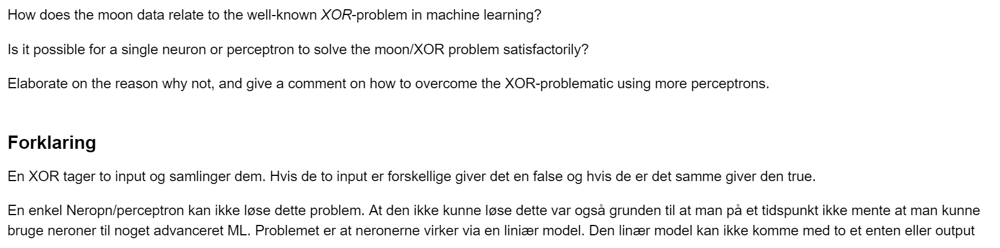 How does the moon data relate to the well-known XOR-problem in machine learning?
Is it possible for a single neuron or perceptron to solve the moon/XOR problem satisfactorily?
Elaborate on the reason why not, and give a comment on how to overcome the XOR-problematic using more perceptrons.
Forklaring
En XOR tager to input og samlinger dem. Hvis de to input er forskellige giver det en false og hvis de er det samme giver den true.
En enkel Neropn/perceptron kan ikke løse dette problem. At den ikke kunne løse dette var også grunden til at man på et tidspunkt ikke mente at man kunne
bruge neroner til noget advanceret ML. Problemet er at neronerne virker via en liniær model. Den linær model kan ikke komme med to et enten eller output